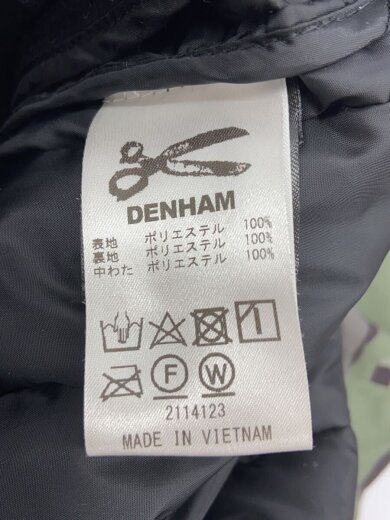 DENHAM
表地 ポリエステル 100%
裏地 ポリエステル 100%
中わた ポリエステル 100%
F W
2114123
MADE IN VIETNAM